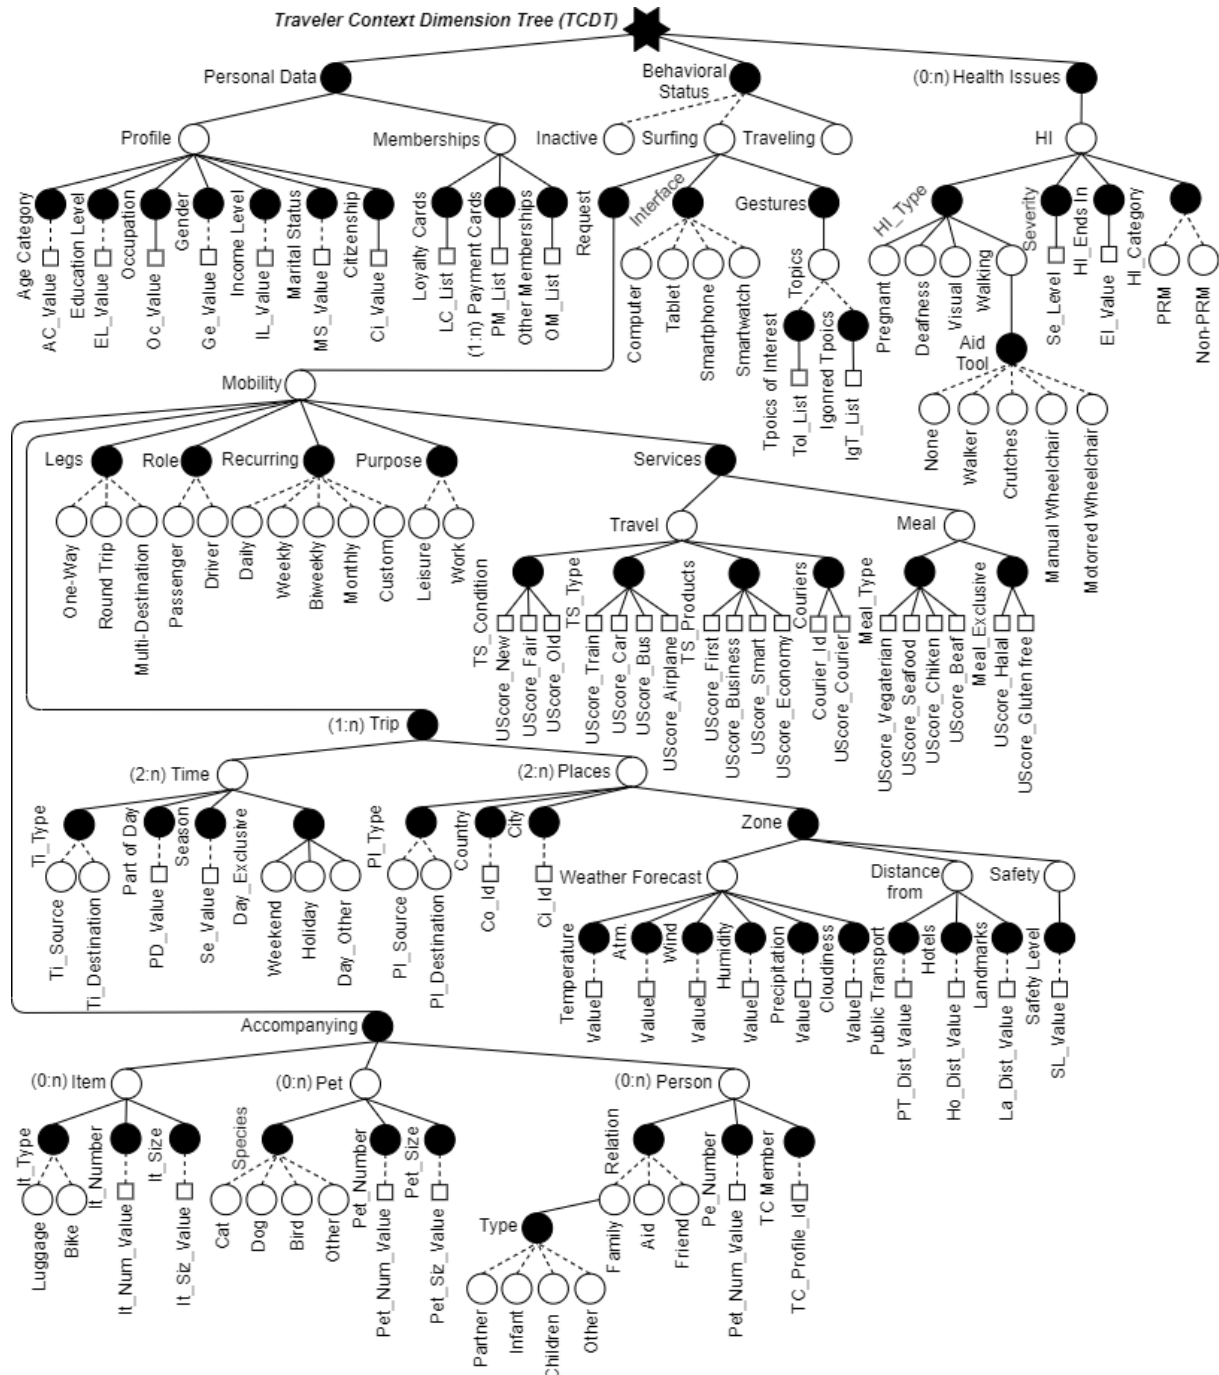 Traveler Context Dimension Tree (TCDT)
Personal Data
Behavioral
Status
(0:n) Health Issues
Profile
Memberships
Inactive
Surfing
Traveling
HI
Age Category
AC_Value
Education Level
EL_Value
Occupation
Oc_Value
Gender
Ge_Value
Income Level
IL_Value
Marital Status
MS_Value
Citizenship
Ci_Value
Loyalty Cards
LC_List
(1:n) Payment Cards
PM_List
Other Memberships
OM_List
Request
Interface
Gestures
HI_Type
Severity
Se_Level
HI_Ends In
EI_Value
HI_Category
PRM
Non-PRM
Computer
Tablet
Smartphone
Smartwatch
Topics
Tpoics of Interest
ToI_List
Igonred Tpoics
IgT_List
Pregnant
Deafness
Visual
Walking
Aid
Tool
None
Walker
Crutches
Manual Wheelchair
Motorred Wheelchair
Mobility
Legs
Role
Recurring
Purpose
Services
One-Way
Round Trip
Multi-Destination
Passenger
Driver
Daily
Weekly
Biweekly
Monthly
Custom
Leisure
Work
Travel
Meal
TS_Condition
UScore_New
UScore_Fair
UScore_Old
TS_Type
UScore_Train
UScore_Car
UScore_Bus
UScore_Airplane
TS_Products
UScore_First
UScore_Business
UScore_Smart
UScore_Economy
Couriers
Courier_Id
UScore_Courier
Meal_Type
UScore_Vegaterian
UScore_Seafood
UScore_Chiken
UScore_Beaf
Meal_Exclusive
UScore_Halal
UScore_Gluten free
(1:n) Trip
(2:n) Time
(2:n) Places
Ti_Type
Ti_Source
Ti_Destination
Part of Day
PD_Value
Season
Se_Value
Day_Exclusive
Weekend
Holiday
Day_Other
Pl_Type
Pl_Source
Pl_Destination
Country
Co_Id
City
Ci_Id
Zone
Weather Forecast
Distance
from
Safety
Temperature
Value
Atm.
Value
Wind
Value
Humidity
Value
Precipitation
Value
Cloudiness
Value
Public Transport
PT_Dist_Value
Hotels
Ho_Dist_Value
Landmarks
La_Dist_Value
Safety Level
SL_Value
Accompanying
(0:n) Item
(0:n) Pet
(0:n) Person
It_Type
Luggage
Bike
It_Number
It_Num_Value
It_Size
It_Siz_Value
Species
Cat
Dog
Bird
Other
Pet_Number
Pet_Num_Value
Pet_Size
Pet_Siz_Value
Relation
Family
Aid
Friend
Pe_Number
Pet_Num_Value
TC Member
TC_Profile_Id
Type
Partner
Infant
Children
Other